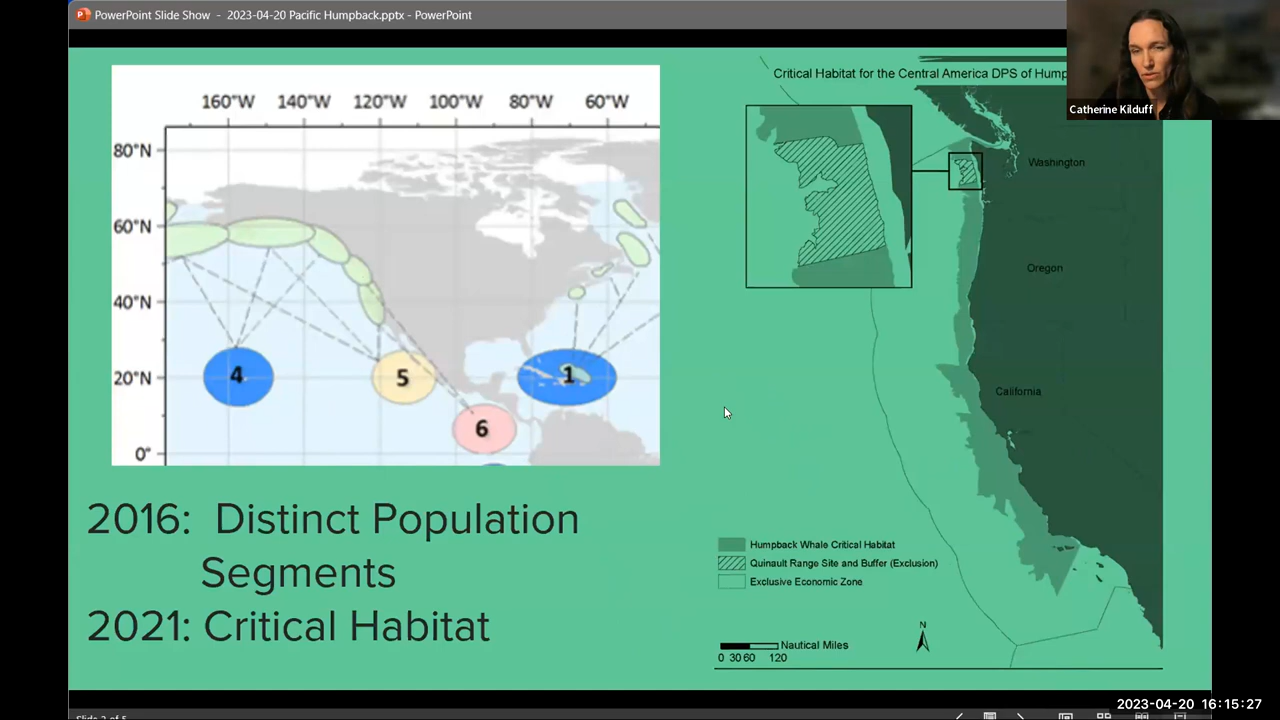 PowerPoint Slide Show - 2023-04-20 Pacific Humpback.pptx - PowerPoint
Catherine Kilduff
160°W 140°W 120°W 100°W 80°W 60°W
80°N
60°N
40°N
20°N
0°
4
5
6
1
2016: Distinct Population
Segments
2021: Critical Habitat
Critical Habitat for the Central America DPS of Hump
Washington
Oregon
California
Humpback Whale Critical Habitat
Quinault Range Site and Buffer (Exclusion)
Exclusive Economic Zone
N
Nautical Miles
0 30 60 120
2023-04-20 16:15:27